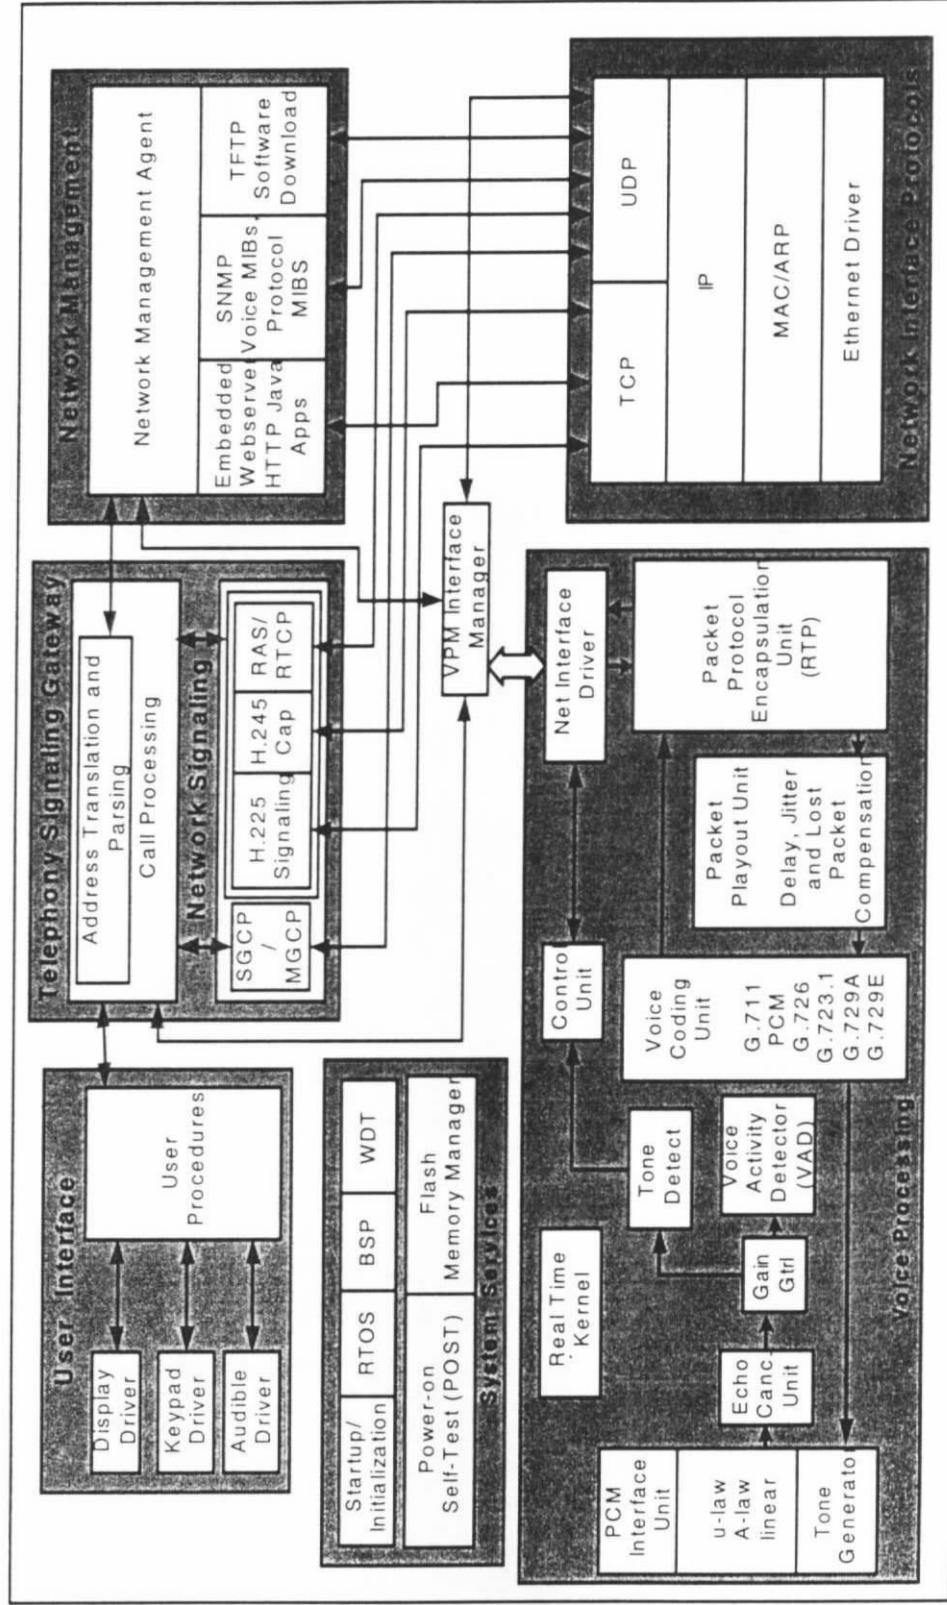 User Interface
Display
Driver
Keypad
Driver
Audible
Driver
User
Procedures
Telephony Signaling Gateway
Address Translation and
Parsing
Call Processing
Network Signaling
SGCP
/
MGCP
H.225
Signaling
H.245
Cap
RAS/
RTCP
Network Management
Network Management Agent
Embedded
Webserver
HTTP Java
Apps
SNMP
Voice MIBs,
Protocol
MIBS
TFTP
Software
Download
System Services
Startup/
Initialization
RTOS
BSP
WDT
Power-on
Self-Test (POST)
Flash
Memory Manager
VPM Interface
Manager
Voice Processing
Real Time
Kernel
PCM
Interface
Unit
u-law
A-law
linear
Tone
Generator
Echo
Canc.
Unit
Gain
Gtrl
Tone
Detect
Voice
Activity
Detector
(VAD)
Control
Unit
Voice
Coding
Unit
G.711
PCM
G.726
G.723.1
G.729A
G.729E
Net Interface
Driver
Packet
Playout Unit
Delay, Jitter
and Lost
Packet
Compensation
Packet
Protocol
Encapsulation
Unit
(RTP)
Network Interface Protolcols
TCP
UDP
IP
MAC/ARP
Ethernet Driver